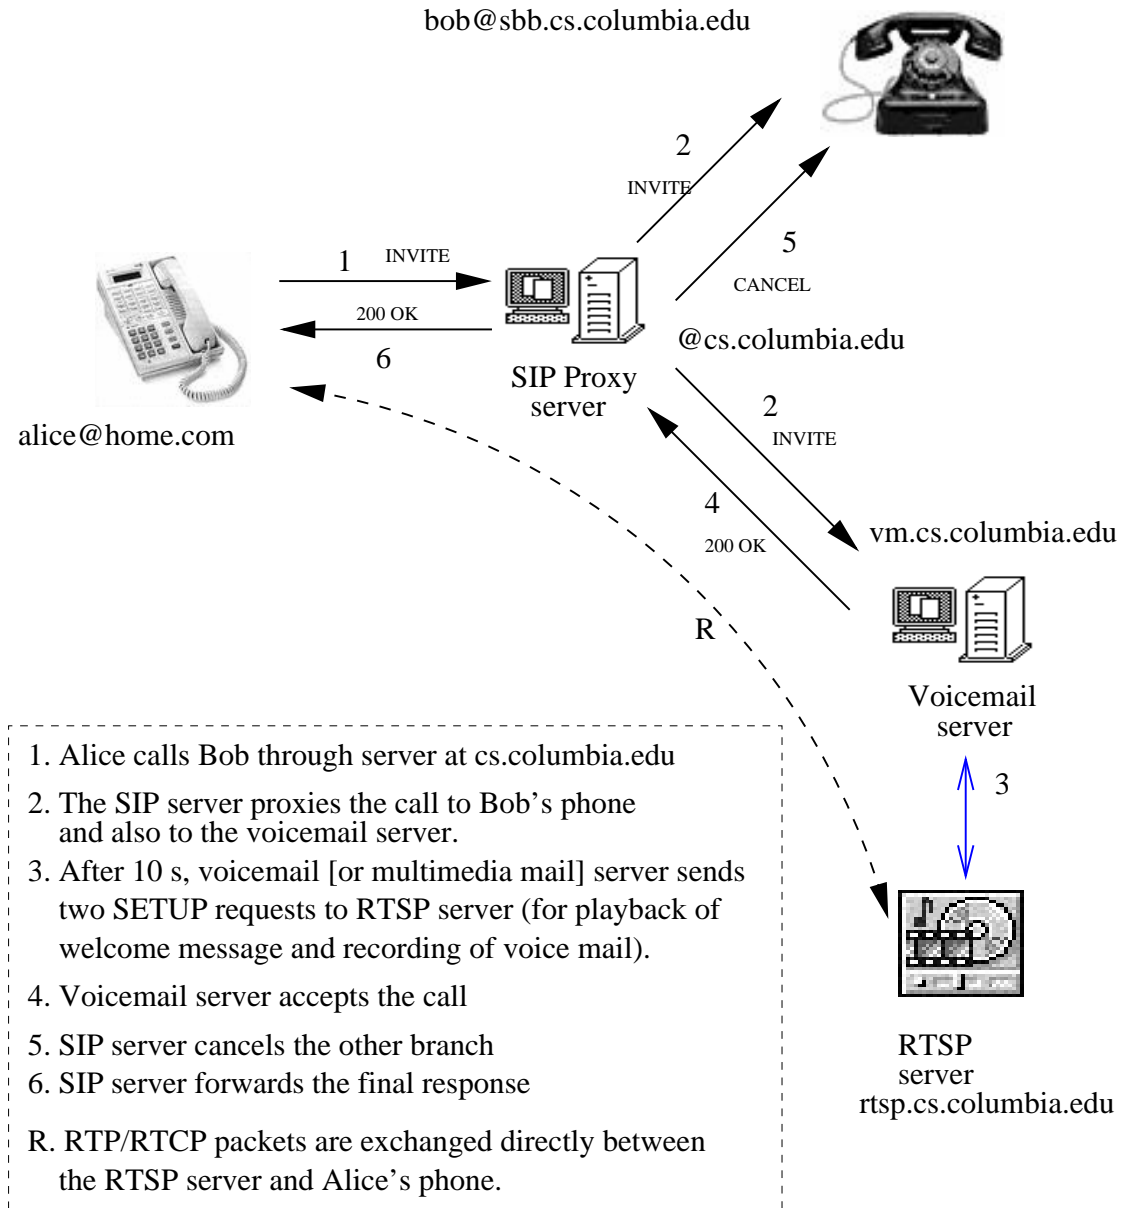 bob@sbb.cs.columbia.edu
2
INVITE
5
CANCEL
1
INVITE
200 OK
6
@cs.columbia.edu
SIP Proxy
server
alice@home.com
2
INVITE
4
200 OK
vm.cs.columbia.edu
R
Voicemail
server
3
1. Alice calls Bob through server at cs.columbia.edu
2. The SIP server proxies the call to Bob's phone
and also to the voicemail server.
3. After 10 s, voicemail [or multimedia mail] server sends
two SETUP requests to RTSP server (for playback of
welcome message and recording of voice mail).
4. Voicemail server accepts the call
5. SIP server cancels the other branch
6. SIP server forwards the final response
R. RTP/RTCP packets are exchanged directly between
the RTSP server and Alice's phone.
RTSP
server
rtsp.cs.columbia.edu